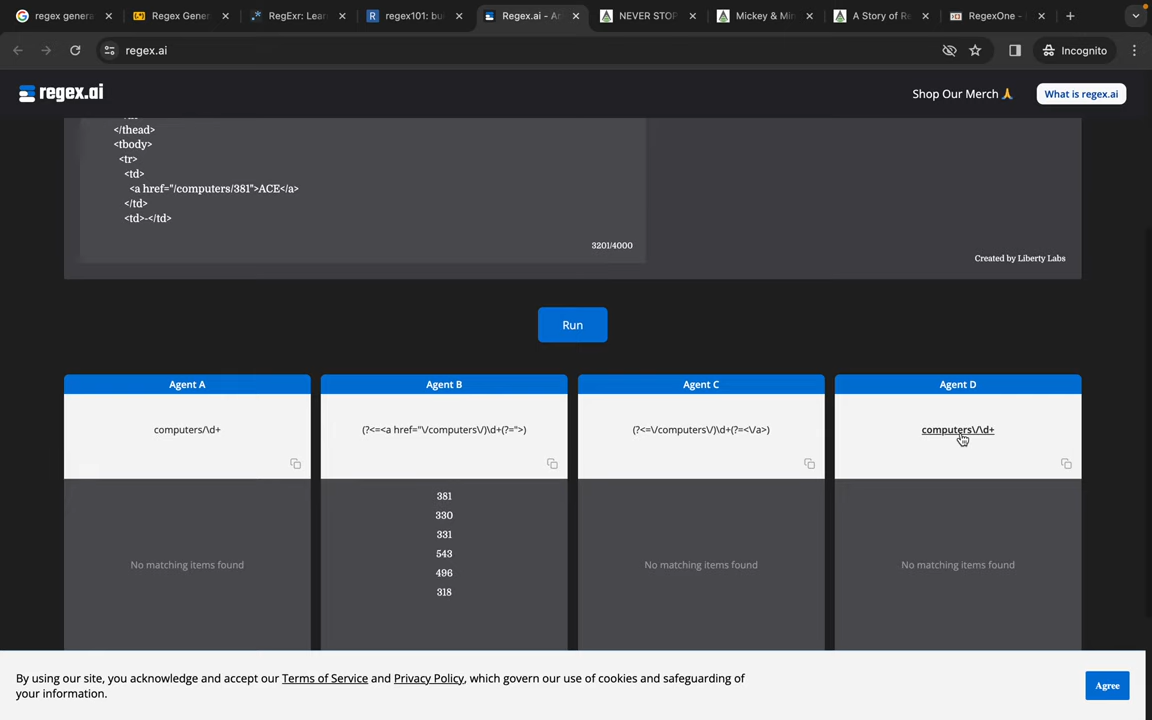 regex genera
Regex Gener
RegExr: Lear
regex101: bu
Regex.ai - A
NEVER STOP
Mickey & Min
A Story of Re
RegexOne -
regex.ai
Incognito
regex.ai
Shop Our Merch 🙏
What is regex.ai
</thead>
<tbody>
<tr>
<td>
<a href="/computers/381">ACE</a>
</td>
<td>-</td>
3201/4000
Created by Liberty Labs
Run
Agent A
Agent B
Agent C
Agent D
computers/\d+
(?<=<a href="\/computers\/)\d+(?=">)
(?<=\/computers\/)\d+(?=<\/a>)
computers\/\d+
No matching items found
381
330
331
543
496
318
No matching items found
No matching items found
By using our site, you acknowledge and accept our Terms of Service and Privacy Policy, which govern our use of cookies and safeguarding of
your information.
Agree